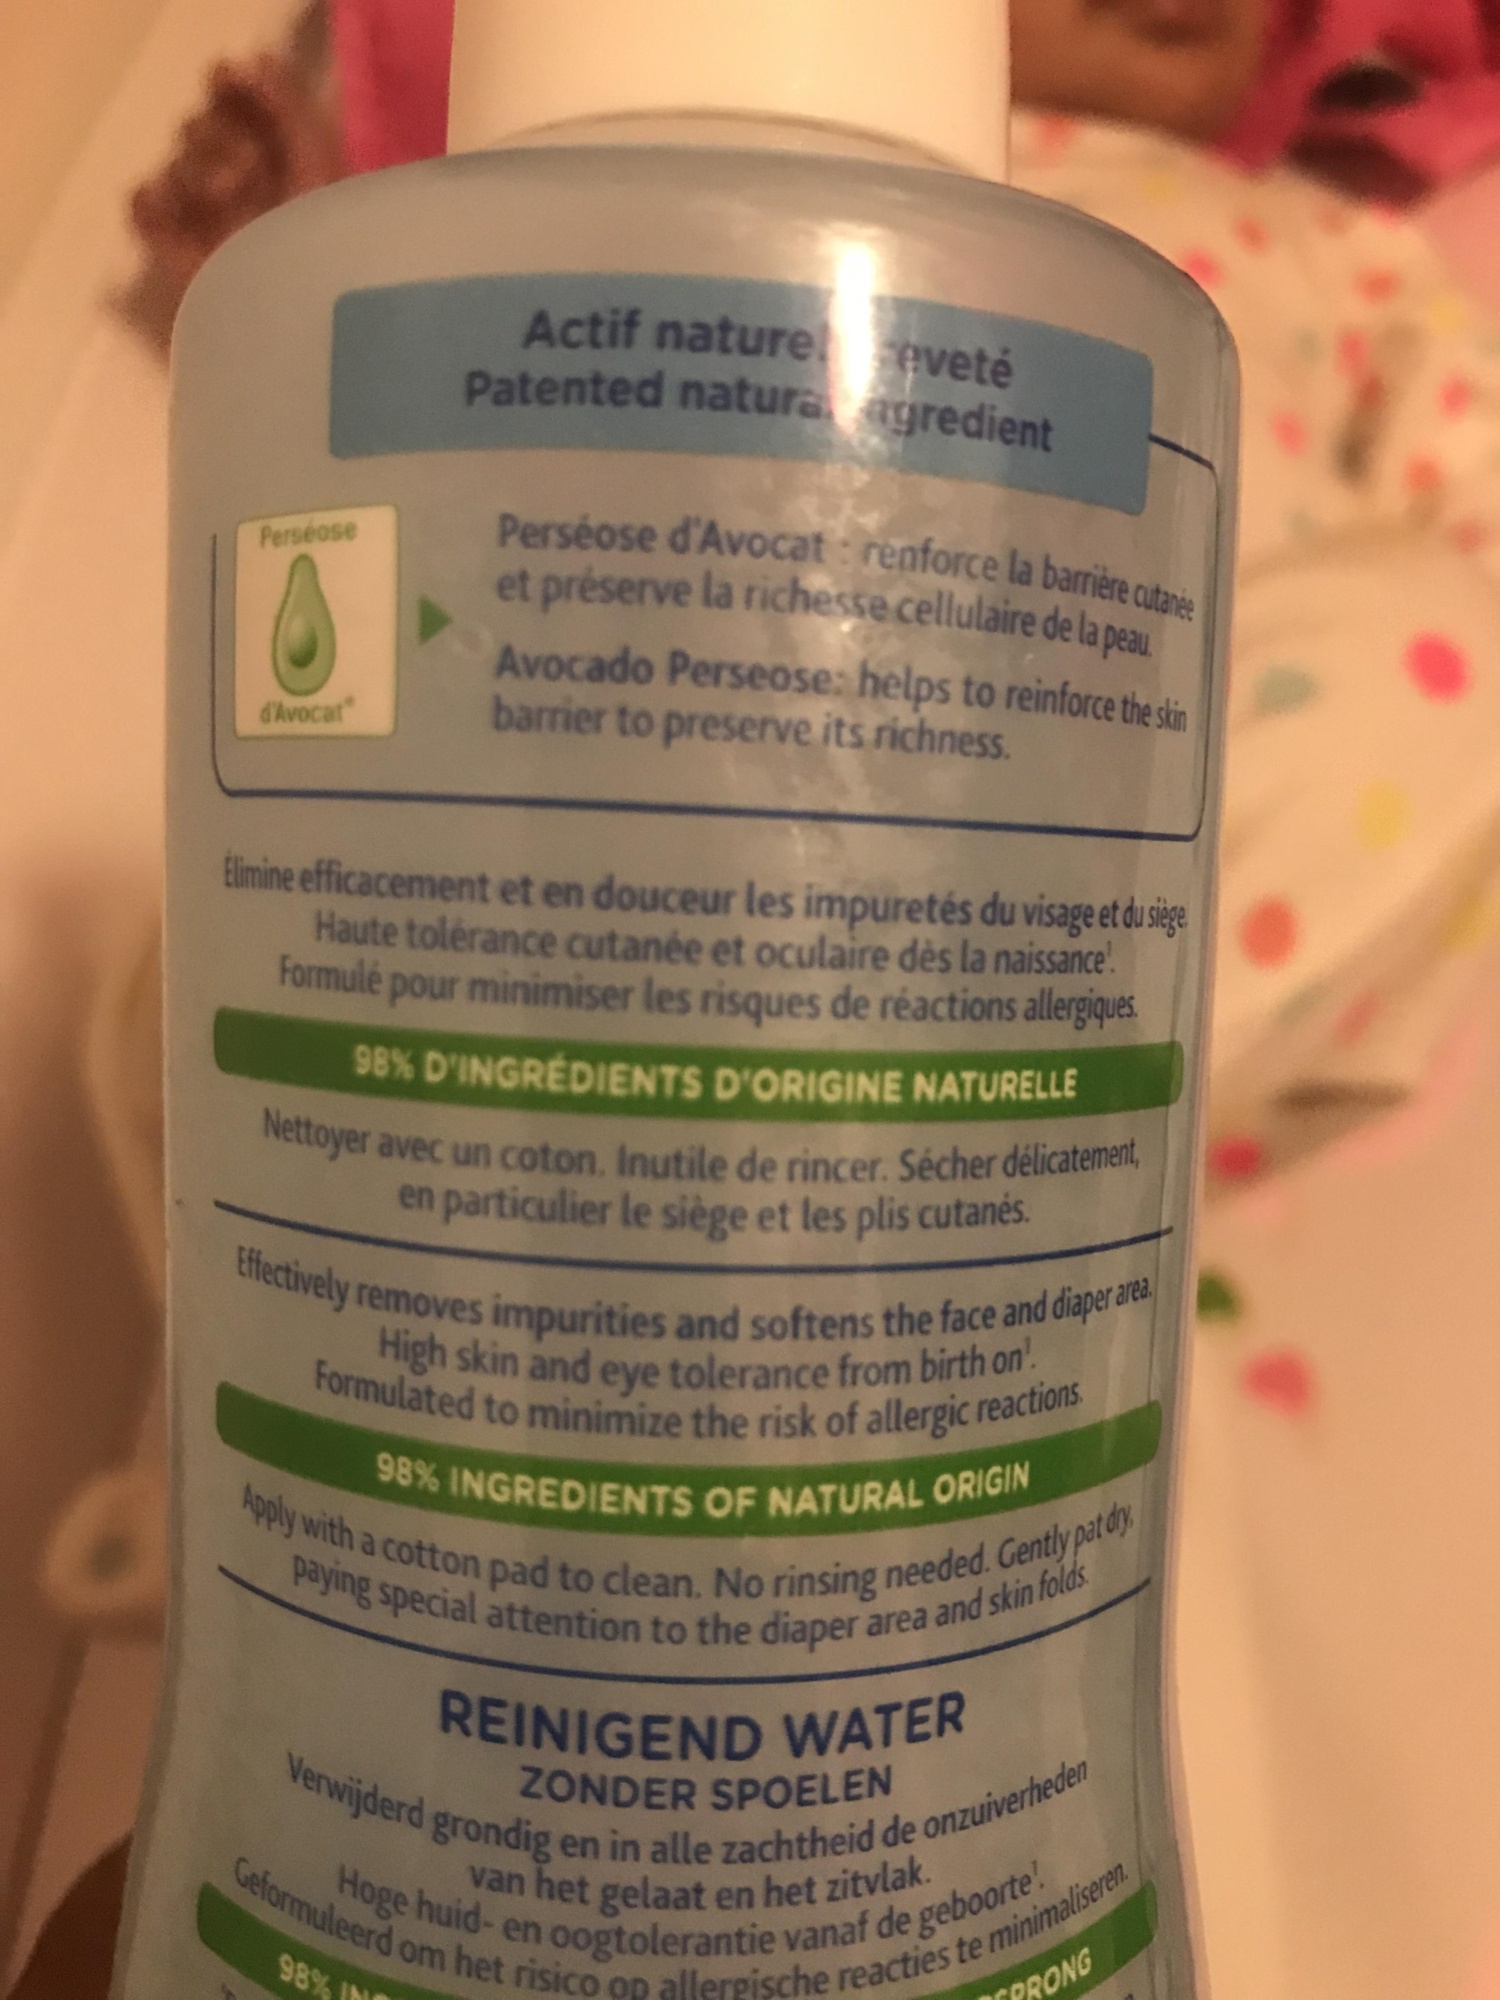 Actif naturel breveté
Patented natural ingredient
Perséose
d'Avocat®
Perséose d'Avocat : renforce la barrière cutanée
et préserve la richesse cellulaire de la peau.
Avocado Perseose: helps to reinforce the skin
barrier to preserve its richness.
Élimine efficacement et en douceur les impuretés du visage et du siège.
Haute tolérance cutanée et oculaire dès la naissance¹.
Formulé pour minimiser les risques de réactions allergiques.
98% D'INGRÉDIENTS D'ORIGINE NATURELLE
Nettoyer avec un coton. Inutile de rincer. Sécher délicatement,
en particulier le siège et les plis cutanés.
Effectively removes impurities and softens the face and diaper area.
High skin and eye tolerance from birth on¹.
Formulated to minimize the risk of allergic reactions.
98% INGREDIENTS OF NATURAL ORIGIN
Apply with a cotton pad to clean. No rinsing needed. Gently pat dry,
paying special attention to the diaper area and skin folds.
REINIGEND WATER
ZONDER SPOELEN
Verwijderd grondig en in alle zachtheid de onzuiverheden
van het gelaat en het zitvlak.
Hoge huid- en oogtolerantie vanaf de geboorte¹.
Geformuleerd om het risico op allergische reacties te minimaliseren.
98%